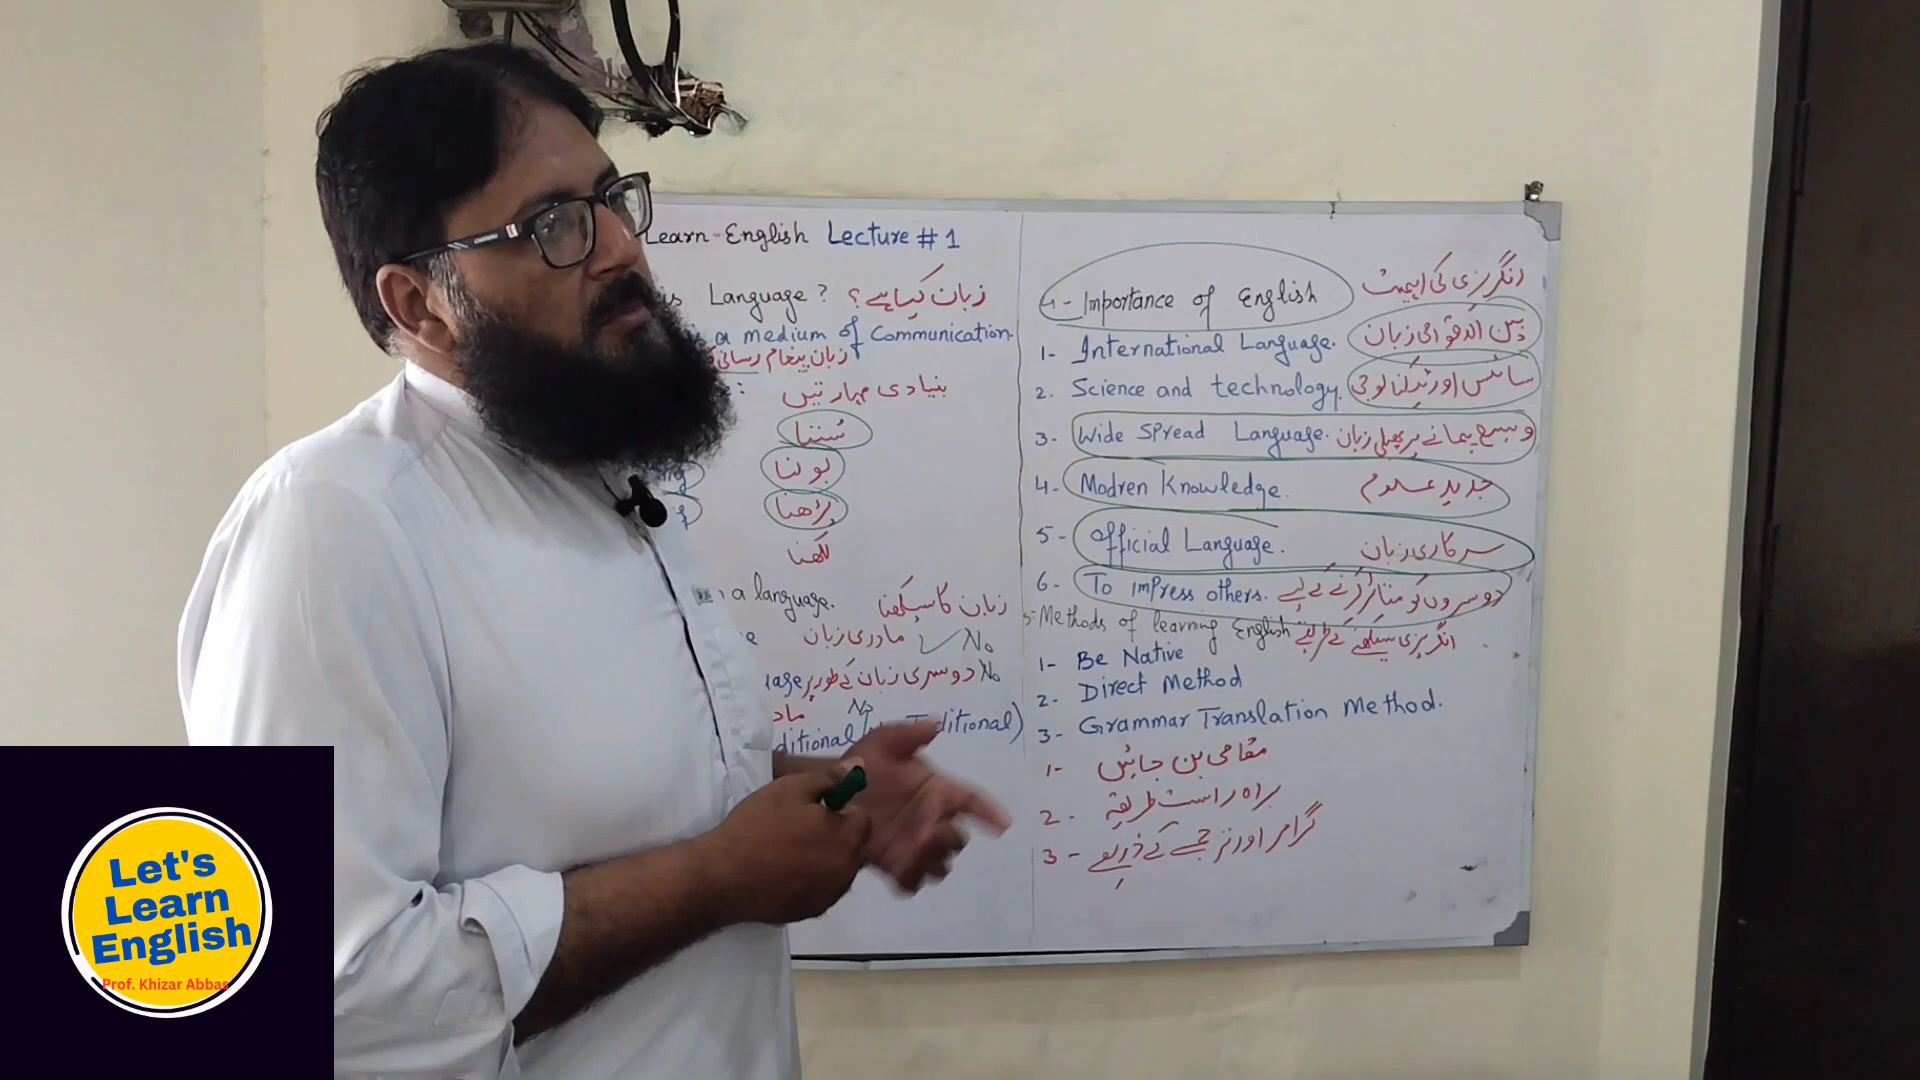 Learn English Lecture # 1
Language? زبان کیا ہے؟
a medium of Communication.
زبان پیغام رسانی
: بنیادی مہارتیں
سُننا
بولنا
پڑھنا
لکھنا
a language. زبان کا سیکھنا
مادری زبان No
دوسری زبان کے طور پر No
No
4- Importance of English انگریزی کی اہمیت
1- International Language. بین الاقوامی زبان
2. Science and technology. سائنس اور ٹیکنالوجی
3- Wide Spread Language. وسیع پیمانے پر پھیلی زبان
4- Modren Knowledge. جدید علوم
5- Official Language. سرکاری زبان
6- To impress others. دوسروں کو متاثر کرنے کے لیے
5- Methods of learning English انگریزی سیکھنے کے طریقے
1- Be Native
2- Direct Method
3- Grammar Translation Method.
1- مقامی بن جائیں
2- براہ راست طریقہ
3- گرامر اور ترجمے کے ذریعے
Let's
Learn
English
Prof. Khizar Abbas